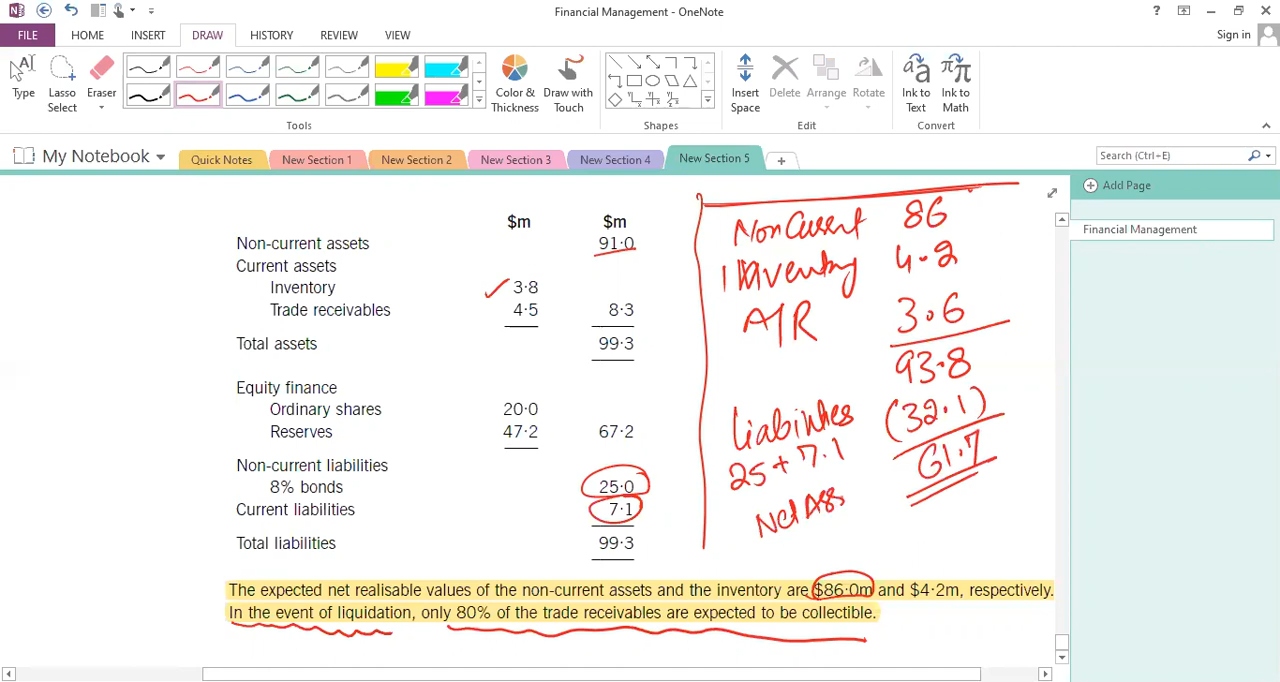 Financial Management - OneNote
?
FILE HOME INSERT DRAW HISTORY REVIEW VIEW
Sign in
Type
Lasso Select
Eraser
Color & Thickness
Draw with Touch
Insert Space
Delete
Arrange
Rotate
Ink to Text
Ink to Math
Tools
Shapes
Edit
Convert
My Notebook
Quick Notes New Section 1 New Section 2 New Section 3 New Section 4 New Section 5
Search (Ctrl+E)
Add Page
Financial Management
$m $m
Non-current assets 91·0
Current assets
Inventory 3·8
Trade receivables 4·5 8·3
Total assets 99·3
Equity finance
Ordinary shares 20·0
Reserves 47·2 67·2
Non-current liabilities
8% bonds 25·0
Current liabilities 7·1
Total liabilities 99·3
The expected net realisable values of the non-current assets and the inventory are $86·0m and $4·2m, respectively.
In the event of liquidation, only 80% of the trade receivables are expected to be collectible.
Non Current 86
Inventory 4.2
A/R 3.6
93.8
Liabinties (32.1)
25 + 7.1 61.7
Net Ass